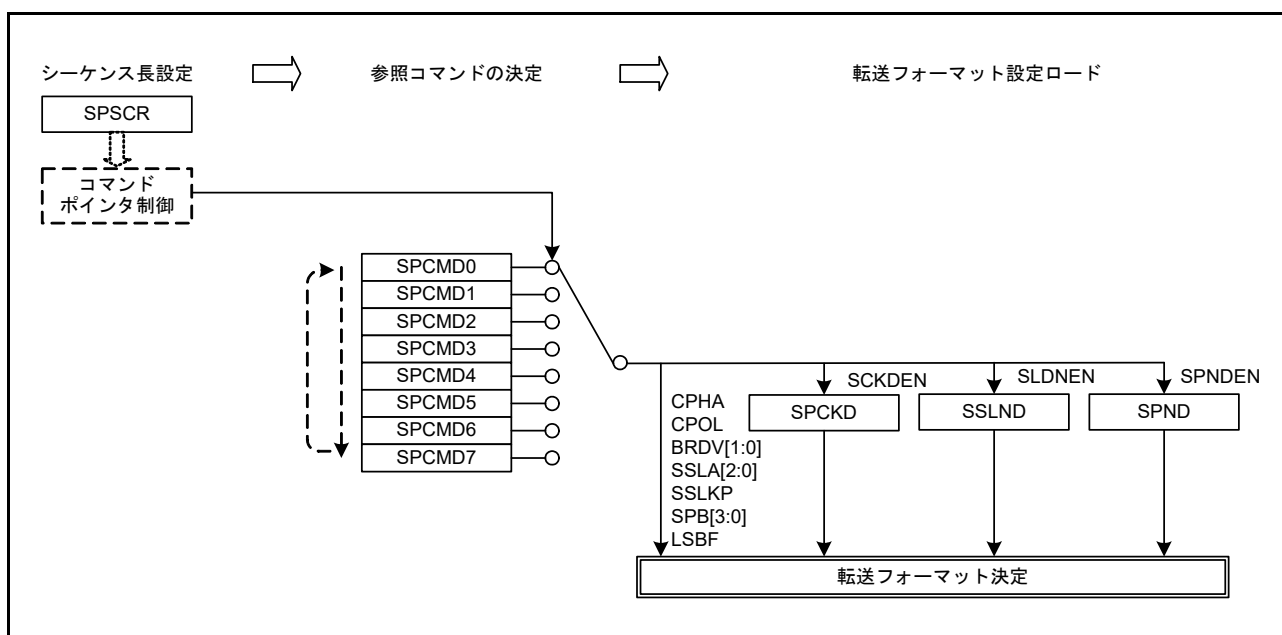 シーケンス長設定
参照コマンドの決定
転送フォーマット設定ロード
SPSCR
コマンド
ポインタ制御
SPCMD0
SPCMD1
SPCMD2
SPCMD3
SPCMD4
SPCMD5
SPCMD6
SPCMD7
SCKDEN
SLDNEN
SPNDEN
SPCKD
SSLND
SPND
CPHA
CPOL
BRDV[1:0]
SSLA[2:0]
SSLKP
SPB[3:0]
LSBF
転送フォーマット決定